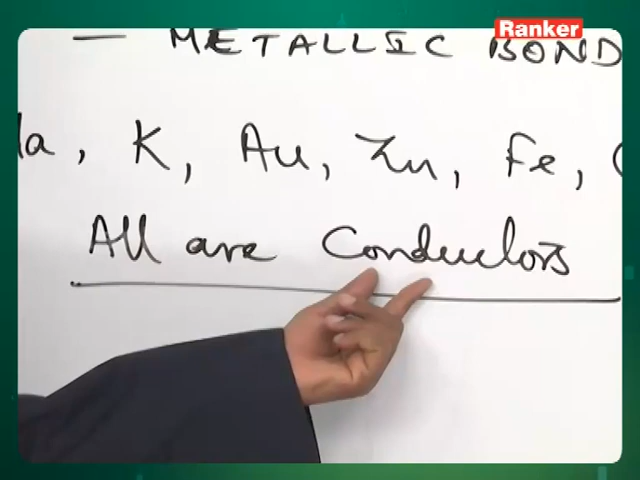 Ranker
— METALLIC BOND
K, Au, Zn, Fe,
All are Conductors